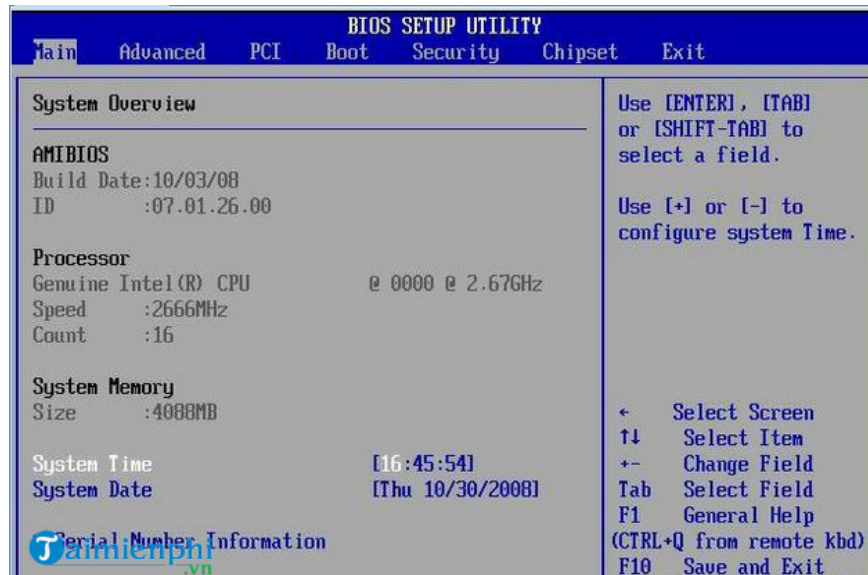 BIOS SETUP UTILITY
Main Advanced PCI Boot Security Chipset Exit
System Overview
AMIBIOS
Build Date:10/03/08
ID :07.01.26.00
Processor
Genuine Intel(R) CPU @ 0000 @ 2.67GHz
Speed :2666MHz
Count :16
System Memory
Size :4088MB
System Time [16:45:54]
System Date [Thu 10/30/2008]
Serial Number Information
Taimienphi
.vn
Use [ENTER], [TAB]
or [SHIFT-TAB] to
select a field.
Use [+] or [-] to
configure system Time.
← Select Screen
↑↓ Select Item
+- Change Field
Tab Select Field
F1 General Help
(CTRL+Q from remote kbd)
F10 Save and Exit